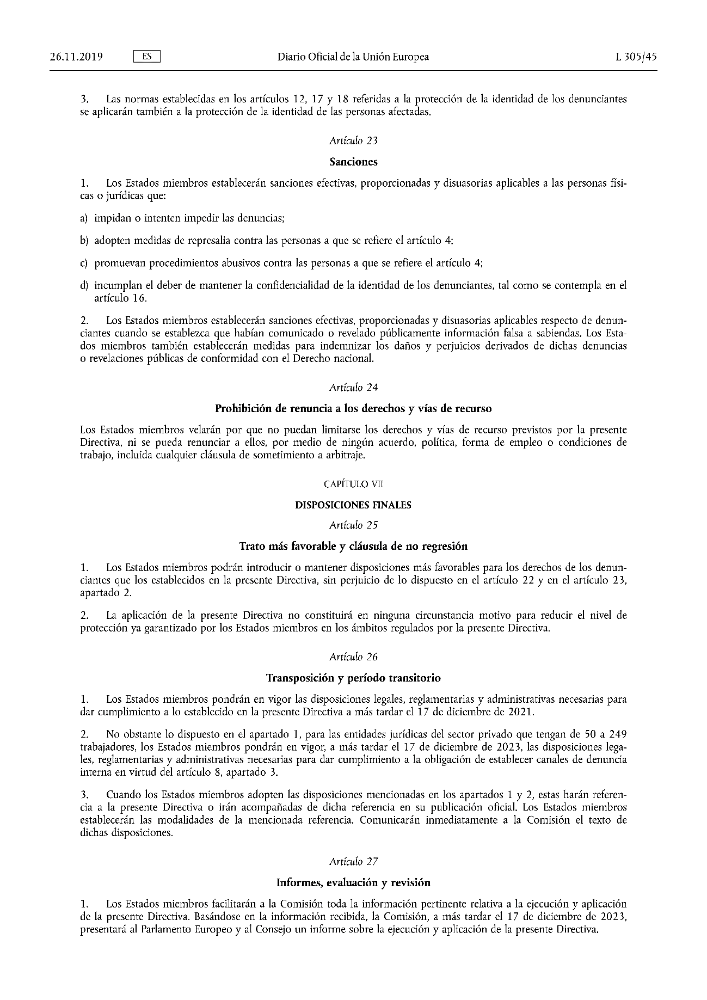 26.11.2019 ES Diario Oficial de la Unión Europea L 305/45
3. Las normas establecidas en los artículos 12, 17 y 18 referidas a la protección de la identidad de los denunciantes
se aplicarán también a la protección de la identidad de las personas afectadas.
Artículo 23
Sanciones
1. Los Estados miembros establecerán sanciones efectivas, proporcionadas y disuasorias aplicables a las personas físi-
cas o jurídicas que:
a) impidan o intenten impedir las denuncias;
b) adopten medidas de represalia contra las personas a que se refiere el artículo 4;
c) promuevan procedimientos abusivos contra las personas a que se refiere el artículo 4;
d) incumplan el deber de mantener la confidencialidad de la identidad de los denunciantes, tal como se contempla en el
artículo 16.
2. Los Estados miembros establecerán sanciones efectivas, proporcionadas y disuasorias aplicables respecto de denun-
ciantes cuando se establezca que habían comunicado o revelado públicamente información falsa a sabiendas. Los Esta-
dos miembros también establecerán medidas para indemnizar los daños y perjuicios derivados de dichas denuncias
o revelaciones públicas de conformidad con el Derecho nacional.
Artículo 24
Prohibición de renuncia a los derechos y vías de recurso
Los Estados miembros velarán por que no puedan limitarse los derechos y vías de recurso previstos por la presente
Directiva, ni se pueda renunciar a ellos, por medio de ningún acuerdo, política, forma de empleo o condiciones de
trabajo, incluida cualquier cláusula de sometimiento a arbitraje.
CAPÍTULO VII
DISPOSICIONES FINALES
Artículo 25
Trato más favorable y cláusula de no regresión
1. Los Estados miembros podrán introducir o mantener disposiciones más favorables para los derechos de los denun-
ciantes que los establecidos en la presente Directiva, sin perjuicio de lo dispuesto en el artículo 22 y en el artículo 23,
apartado 2.
2. La aplicación de la presente Directiva no constituirá en ninguna circunstancia motivo para reducir el nivel de
protección ya garantizado por los Estados miembros en los ámbitos regulados por la presente Directiva.
Artículo 26
Transposición y período transitorio
1. Los Estados miembros pondrán en vigor las disposiciones legales, reglamentarias y administrativas necesarias para
dar cumplimiento a lo establecido en la presente Directiva a más tardar el 17 de diciembre de 2021.
2. No obstante lo dispuesto en el apartado 1, para las entidades jurídicas del sector privado que tengan de 50 a 249
trabajadores, los Estados miembros pondrán en vigor, a más tardar el 17 de diciembre de 2023, las disposiciones lega-
les, reglamentarias y administrativas necesarias para dar cumplimiento a la obligación de establecer canales de denuncia
interna en virtud del artículo 8, apartado 3.
3. Cuando los Estados miembros adopten las disposiciones mencionadas en los apartados 1 y 2, estas harán referen-
cia a la presente Directiva o irán acompañadas de dicha referencia en su publicación oficial. Los Estados miembros
establecerán las modalidades de la mencionada referencia. Comunicarán inmediatamente a la Comisión el texto de
dichas disposiciones.
Artículo 27
Informes, evaluación y revisión
1. Los Estados miembros facilitarán a la Comisión toda la información pertinente relativa a la ejecución y aplicación
de la presente Directiva. Basándose en la información recibida, la Comisión, a más tardar el 17 de diciembre de 2023,
presentará al Parlamento Europeo y al Consejo un informe sobre la ejecución y aplicación de la presente Directiva.